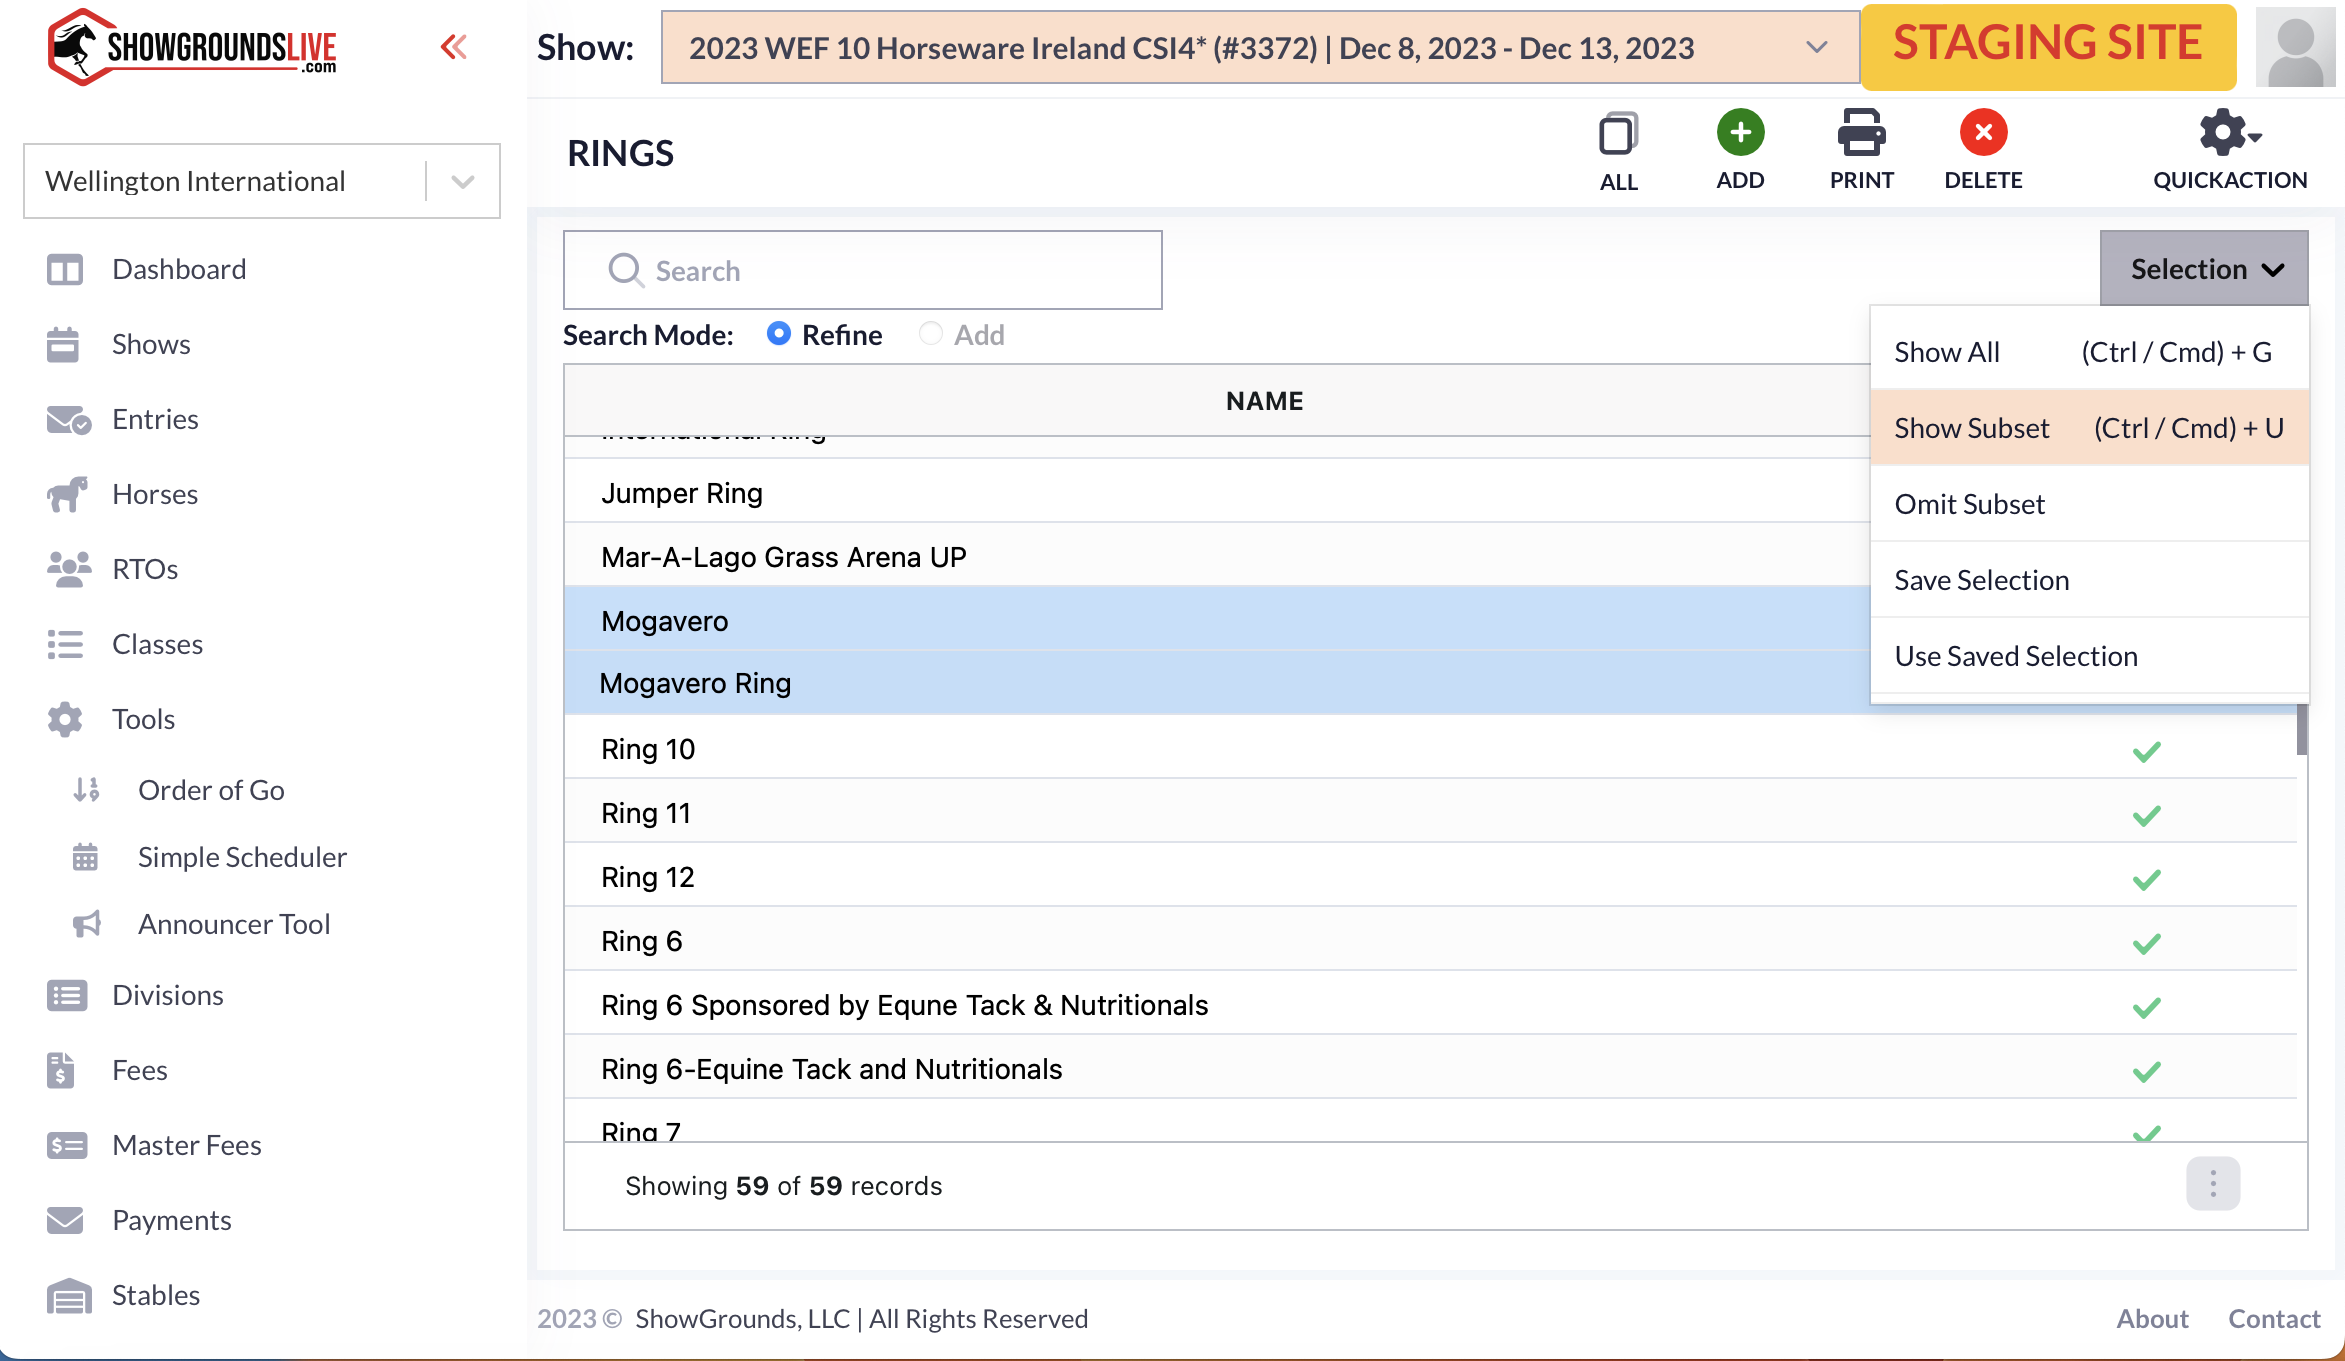 SHOWGROUNDSLIVE
.com
Show:
2023 WEF 10 Horseware Ireland CSI4* (#3372) | Dec 8, 2023 - Dec 13, 2023
STAGING SITE
Wellington International
Dashboard
Shows
Entries
Horses
RTOs
Classes
Tools
Order of Go
Simple Scheduler
Announcer Tool
Divisions
Fees
Master Fees
Payments
Stables
RINGS
ALL
ADD
PRINT
DELETE
QUICKACTION
Search
Selection
Search Mode:
Refine
Add
Show All (Ctrl / Cmd) + G
Show Subset (Ctrl / Cmd) + U
Omit Subset
Save Selection
Use Saved Selection
NAME
International Ring
Jumper Ring
Mar-A-Lago Grass Arena UP
Mogavero
Mogavero Ring
Ring 10
Ring 11
Ring 12
Ring 6
Ring 6 Sponsored by Equne Tack & Nutritionals
Ring 6-Equine Tack and Nutritionals
Ring 7
Showing 59 of 59 records
2023 © ShowGrounds, LLC | All Rights Reserved
About
Contact